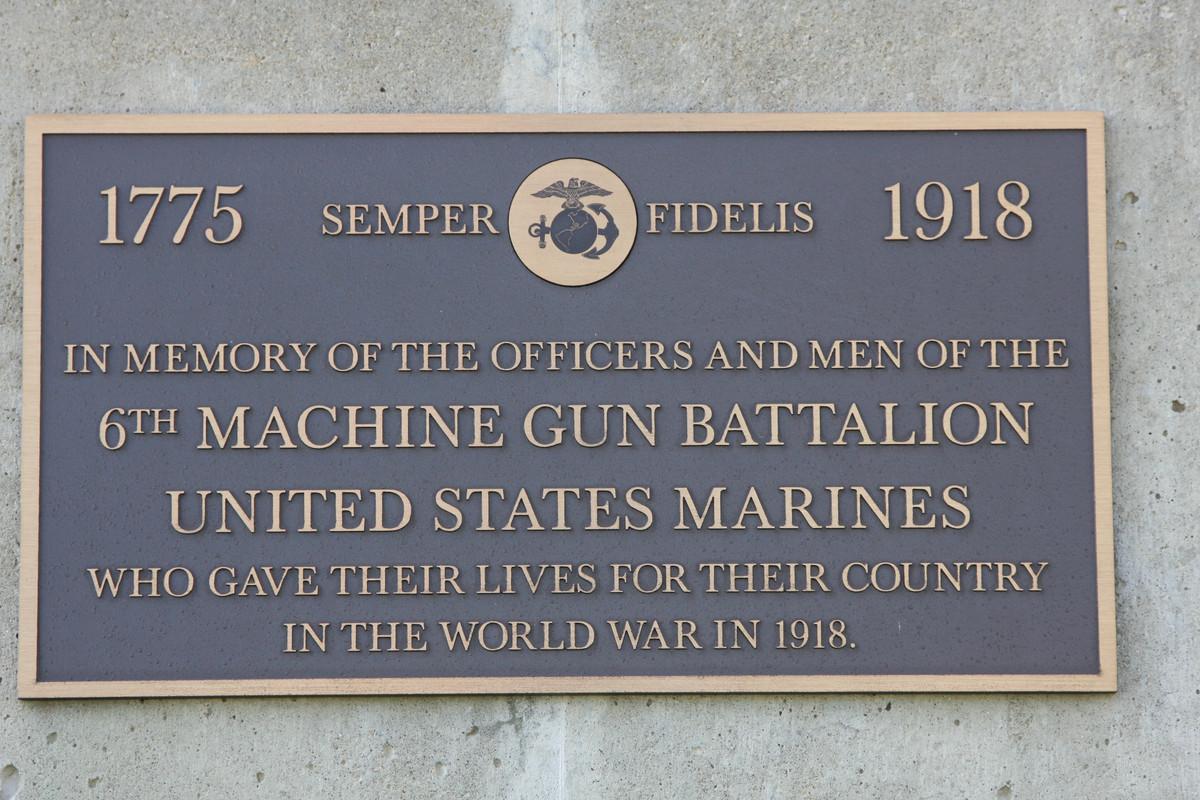 1775 SEMPER FIDELIS 1918
IN MEMORY OF THE OFFICERS AND MEN OF THE
6TH MACHINE GUN BATTALION
UNITED STATES MARINES
WHO GAVE THEIR LIVES FOR THEIR COUNTRY
IN THE WORLD WAR IN 1918.